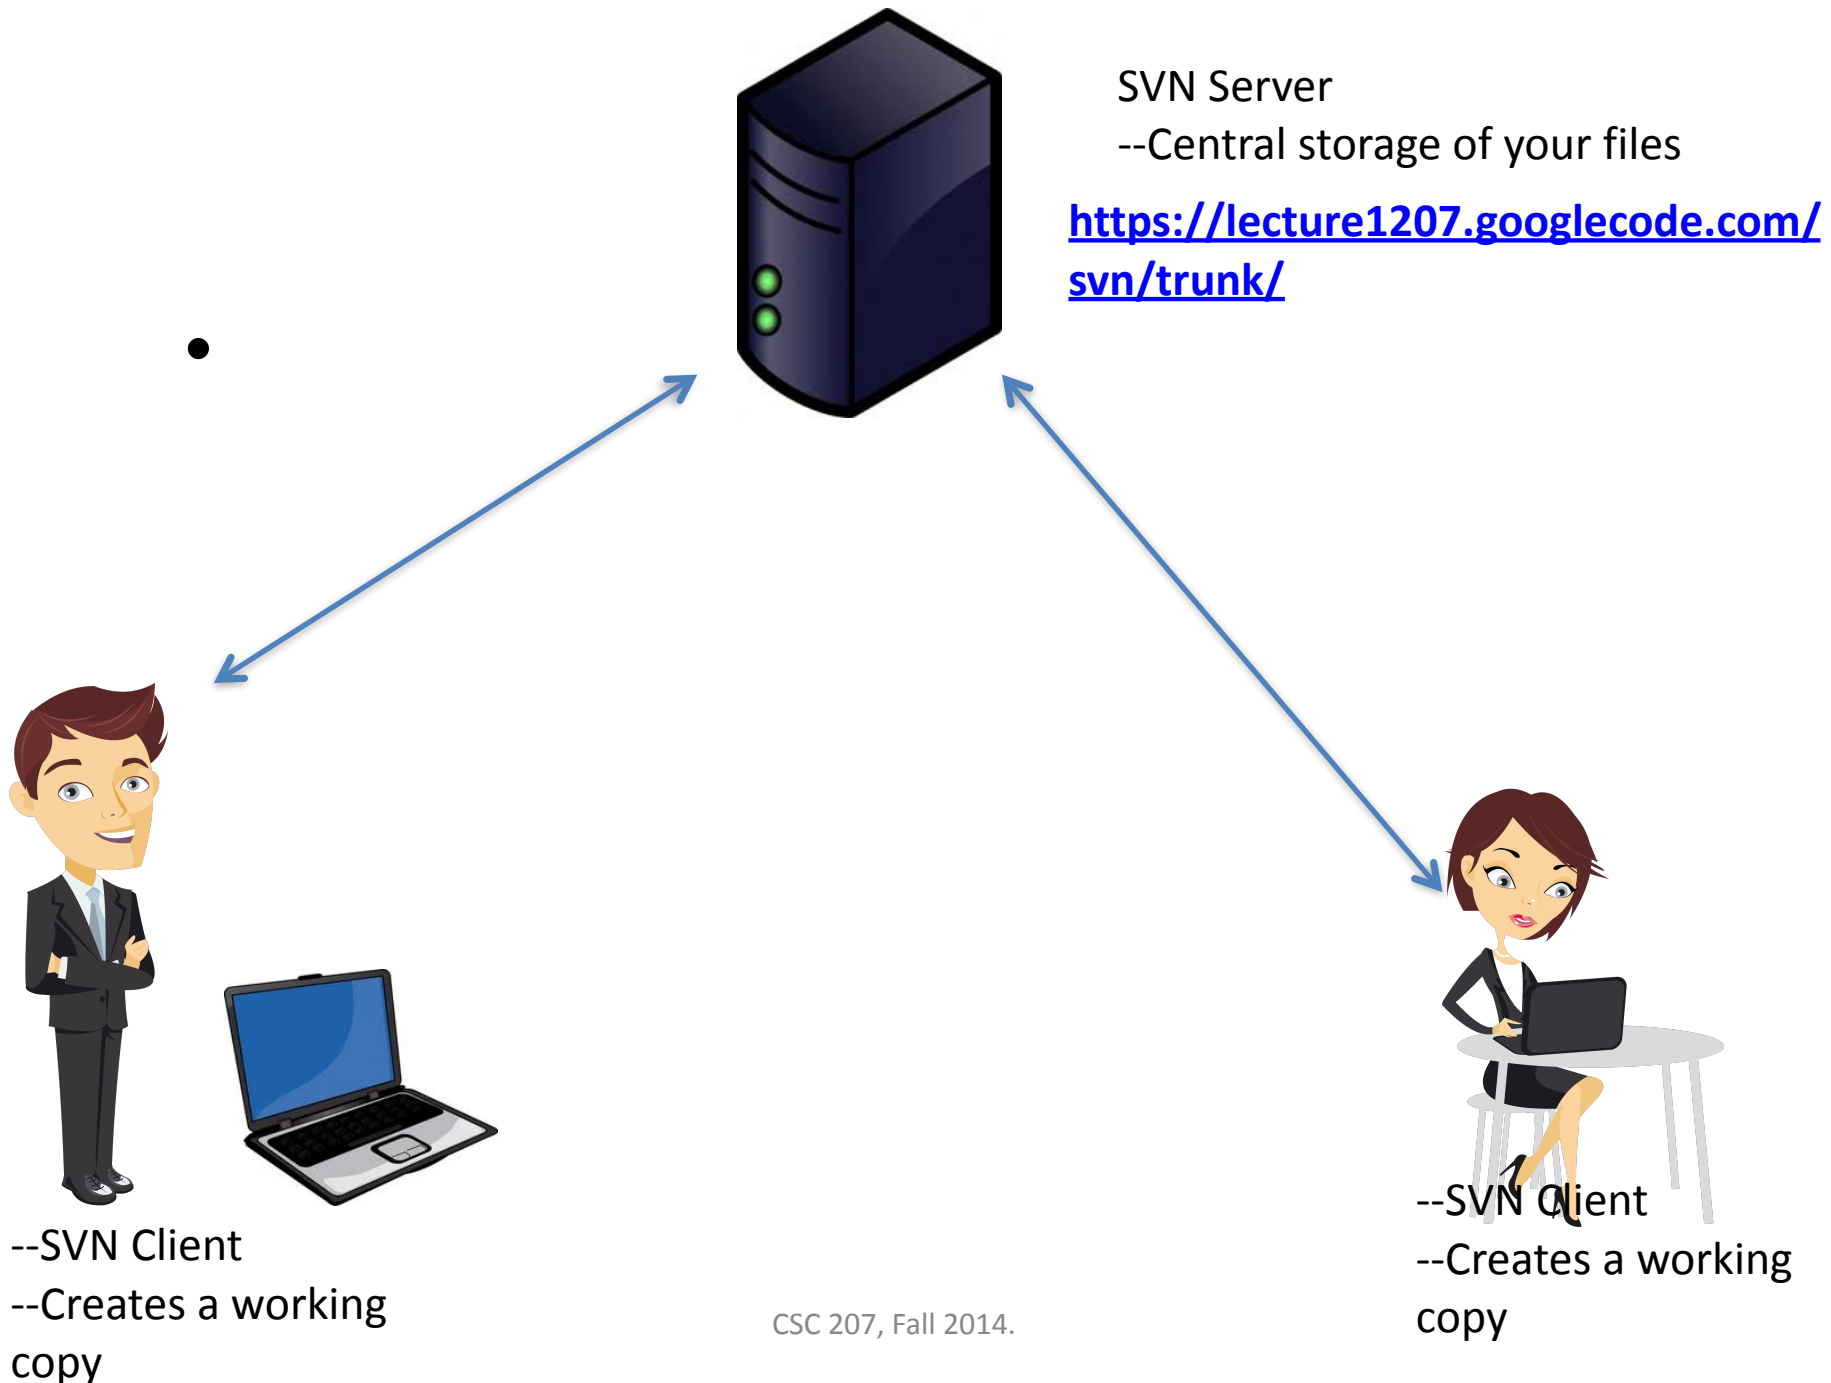 SVN Server
--Central storage of your files
https://lecture1207.googlecode.com/
svn/trunk/
•
--SVN Client
--Creates a working
copy
--SVN Client
--Creates a working
copy
CSC 207, Fall 2014.